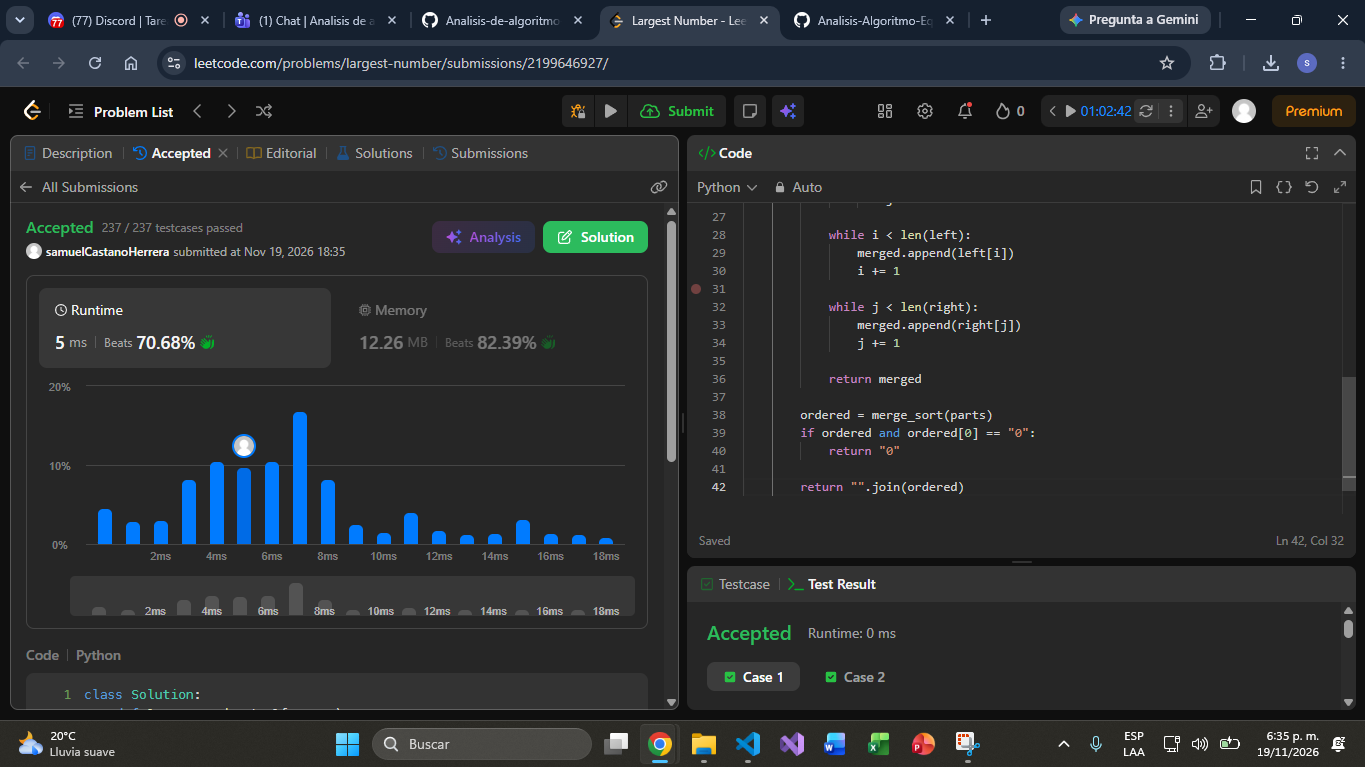 (77) Discord | Tare
(1) Chat | Analisis de a
Analisis-de-algoritmo
Largest Number - Lee
Analisis-Algoritmo-Eq
Pregunta a Gemini
leetcode.com/problems/largest-number/submissions/2199646927/
S
Problem List
Submit
0
01:02:42
Premium
Description
Accepted
Editorial
Solutions
Submissions
All Submissions
Accepted 237 / 237 testcases passed
samuelCastanoHerrera submitted at Nov 19, 2026 18:35
Analysis
Solution
Runtime
5 ms | Beats 70.68%
Memory
12.26 MB | Beats 82.39%
20%
10%
0%
2ms 4ms 6ms 8ms 10ms 12ms 14ms 16ms 18ms
2ms 4ms 6ms 8ms 10ms 12ms 14ms 16ms 18ms
Code | Python
1 class Solution:
Code
Python
Auto
27
28 while i < len(left):
29 merged.append(left[i])
30 i += 1
31
32 while j < len(right):
33 merged.append(right[j])
34 j += 1
35
36 return merged
37
38 ordered = merge_sort(parts)
39 if ordered and ordered[0] == "0":
40 return "0"
41
42 return "".join(ordered)
Saved
Ln 42, Col 32
Testcase
Test Result
Accepted Runtime: 0 ms
Case 1
Case 2
20°C
Lluvia suave
Buscar
ESP
LAA
6:35 p. m.
19/11/2026